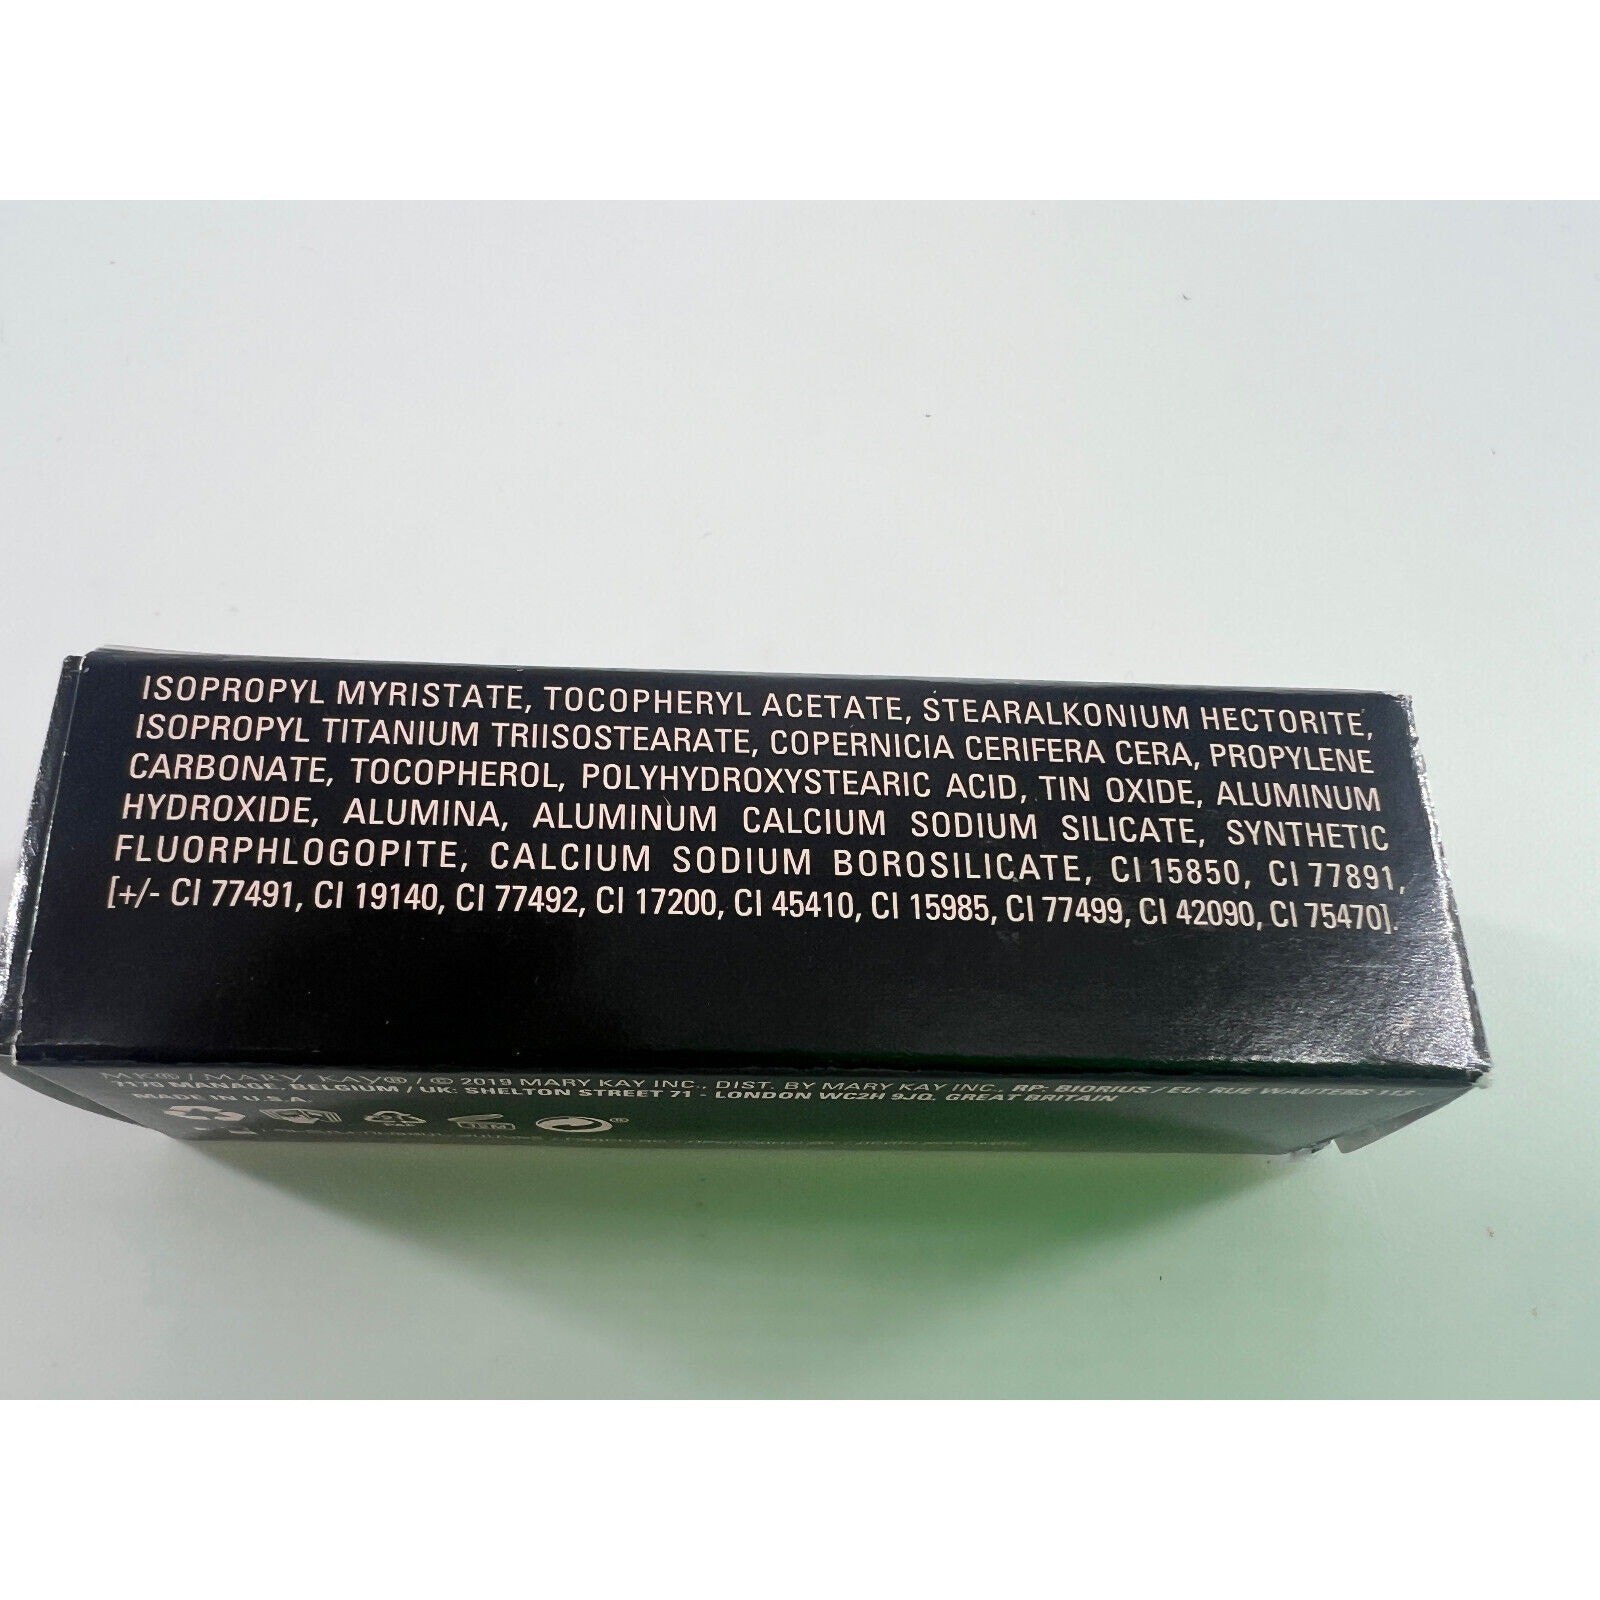 ISOPROPYL MYRISTATE, TOCOPHERYL ACETATE, STEARALKONIUM HECTORITE,
ISOPROPYL TITANIUM TRIISOSTEARATE, COPERNICIA CERIFERA CERA, PROPYLENE
CARBONATE, TOCOPHEROL, POLYHYDROXYSTEARIC ACID, TIN OXIDE, ALUMINUM
HYDROXIDE, ALUMINA, ALUMINUM CALCIUM SODIUM SILICATE, SYNTHETIC
FLUORPHLOGOPITE, CALCIUM SODIUM BOROSILICATE, CI 15850, CI 77891,
[+/- CI 77491, CI 19140, CI 77492, CI 17200, CI 45410, CI 15985, CI 77499, CI 42090, CI 75470].
MK® / MARY KAY® / © 2019 MARY KAY INC., DIST. BY MARY KAY INC., RP: BIORIUS / EU: RUE WAUTERS 113
7170 MANAGE, BELGIUM / UK: SHELTON STREET 71 - LONDON WC2H 9JQ, GREAT BRITAIN
MADE IN U.S.A.
PAP
®